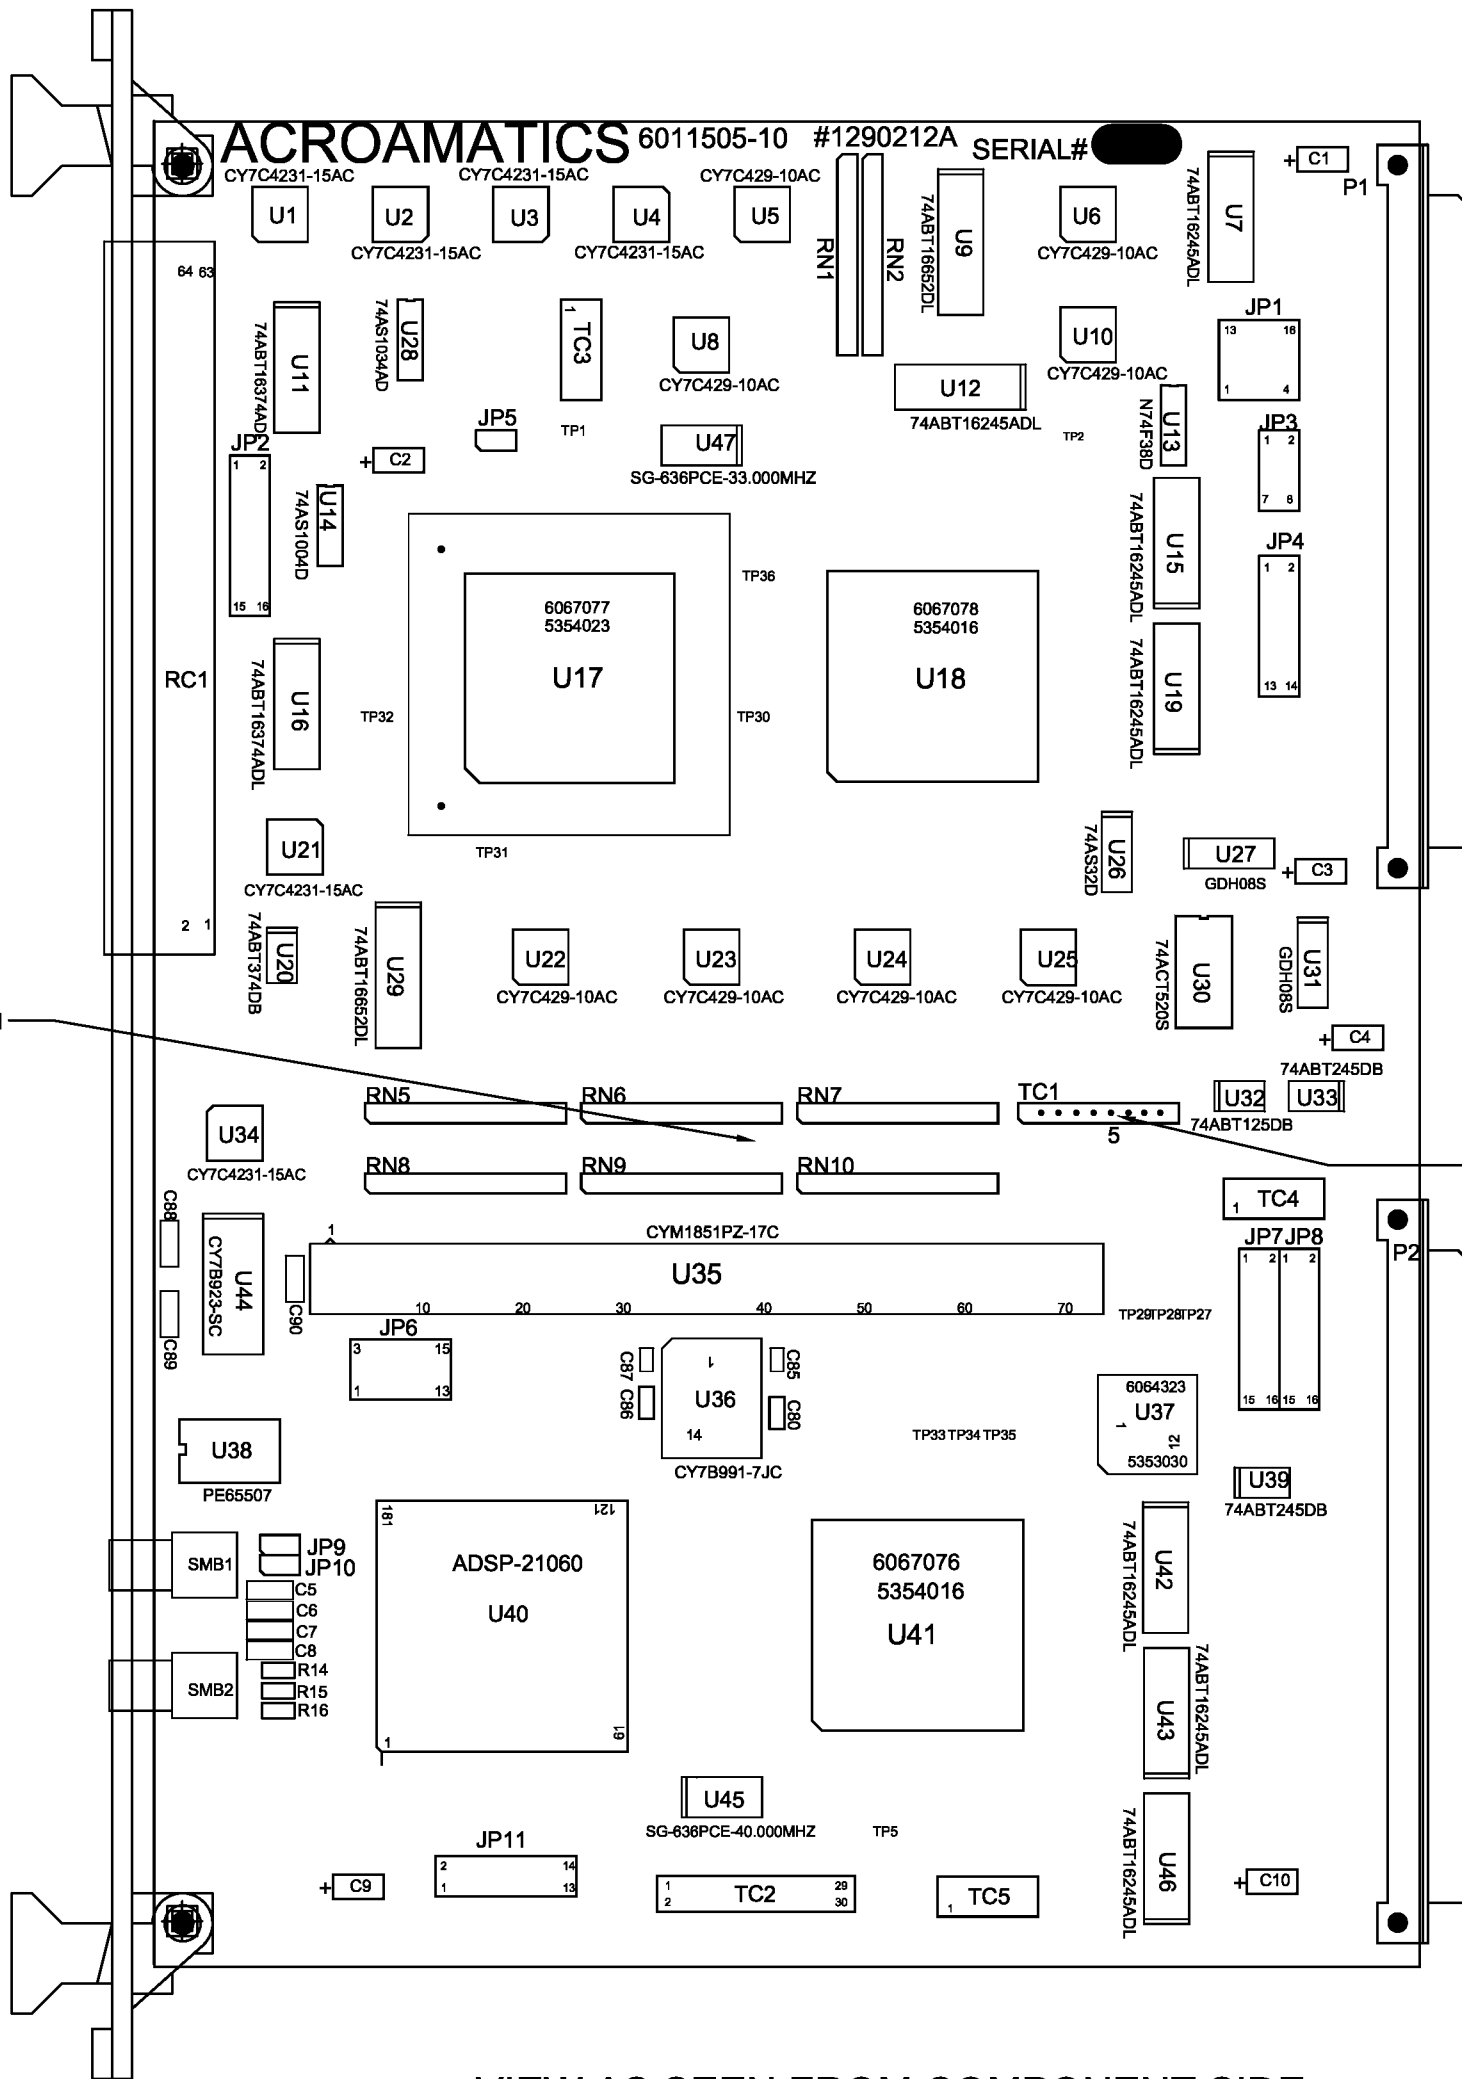 ACROAMATICS 6011505-10 #1290212A SERIAL#
CY7C4231-15AC
U1
U2
CY7C4231-15AC
CY7C4231-15AC
U3
U4
CY7C4231-15AC
CY7C429-10AC
U5
RN1
RN2
74ABT16652DL
U9
U6
CY7C429-10AC
74ABT16245ADL
U7
C1
+
P1
64 63
74ABT16374ADL
U11
74AS1034AD
U28
1
TC3
TP1
U8
CY7C429-10AC
U10
CY7C429-10AC
JP1
13 16
1 4
U12
74ABT16245ADL
TP2
N74F38D
U13
JP3
1 2
7 8
JP5
U47
SG-636PCE-33.000MHZ
JP2
1 2
15 16
+
C2
74AS1004D
U14
74ABT16245ADL
U15
JP4
1 2
13 14
TP36
6067077
5354023
U17
6067078
5354016
U18
74ABT16245ADL
U19
RC1
74ABT16374ADL
U16
TP32
TP30
TP31
U21
CY7C4231-15AC
74AS32D
U26
U27
GDH08S
+
C3
2 1
74ABT374DB
U20
74ABT16652DL
U29
U22
CY7C429-10AC
U23
CY7C429-10AC
U24
CY7C429-10AC
U25
CY7C429-10AC
74ACT520S
U30
GDH08S
U31
+
C4
74ABT245DB
RN5
RN6
RN7
TC1
5
U32
74ABT125DB
U33
U34
CY7C4231-15AC
RN8
RN9
RN10
1
TC4
C88
CY7B923-SC
U44
C89
C90
1
CYM1851PZ-17C
U35
10 20 30 40 50 60 70
JP7 JP8
1 2 1 2
15 16 15 16
P2
TP29 TP28 TP27
JP6
3 15
1 13
C87
C86
1
U36
14
CY7B991-7JC
C85
C80
6064323
U37
1
12
5353030
TP33 TP34 TP35
U38
PE65507
U39
74ABT245DB
SMB1
JP9
JP10
C5
C6
C7
C8
R14
R15
R16
SMB2
181
121
ADSP-21060
U40
1
61
6067076
5354016
U41
74ABT16245ADL
U42
U43
74ABT16245ADL
U45
SG-636PCE-40.000MHZ
TP5
74ABT16245ADL
U46
JP11
2 14
1 13
+
C9
1 29
2 30
TC2
TC5
1
+
C10